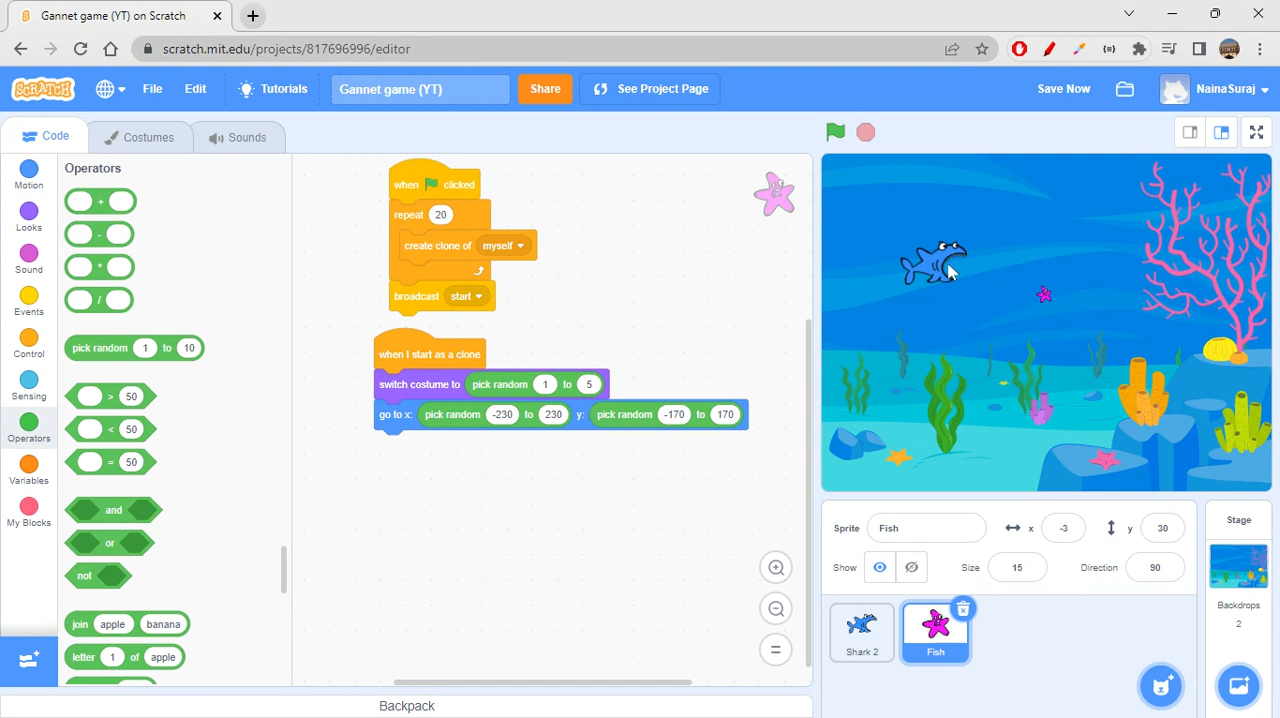 Gannet game (YT) on Scratch
scratch.mit.edu/projects/817696996/editor
SCRATCH File Edit Tutorials Gannet game (YT) Share See Project Page Save Now NainaSuraj
Code Costumes Sounds
Motion
Looks
Sound
Events
Control
Sensing
Operators
Variables
My Blocks
Operators
+
-
*
/
pick random 1 to 10
> 50
< 50
= 50
and
or
not
join apple banana
letter 1 of apple
when clicked
repeat 20
create clone of myself
broadcast start
when I start as a clone
switch costume to pick random 1 to 5
go to x: pick random -230 to 230 y: pick random -170 to 170
Backpack
Sprite Fish x -3 y 30
Show Size 15 Direction 90
Shark 2
Fish
Stage
Backdrops
2